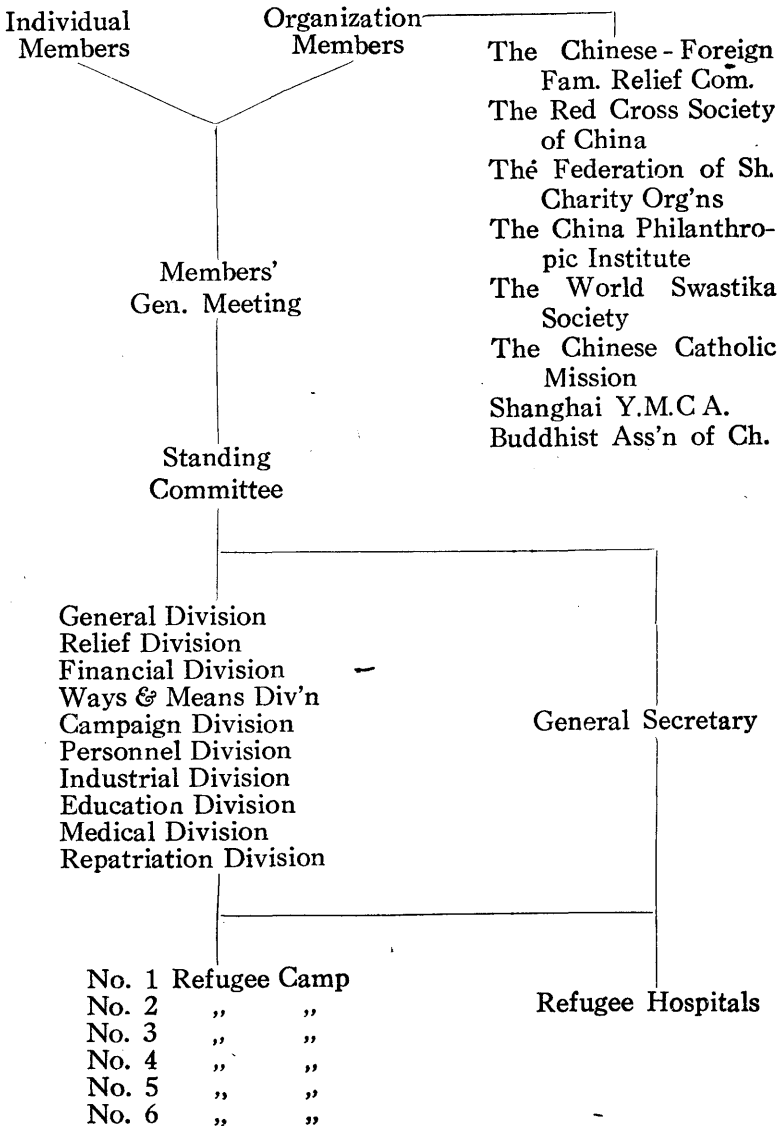 Individual
Members
Organization
Members
The Chinese - Foreign
Fam. Relief Com.
The Red Cross Society
of China
The Federation of Sh.
Charity Org'ns
The China Philanthro-
pic Institute
The World Swastika
Society
The Chinese Catholic
Mission
Shanghai Y.M.C A.
Buddhist Ass'n of Ch.
Members'
Gen. Meeting
Standing
Committee
General Division
Relief Division
Financial Division
Ways & Means Div'n
Campaign Division
Personnel Division
Industrial Division
Education Division
Medical Division
Repatriation Division
General Secretary
No. 1 Refugee Camp
No. 2 ,, ,,
No. 3 ,, ,,
No. 4 ,, ,,
No. 5 ,, ,,
No. 6 ,, ,,
Refugee Hospitals